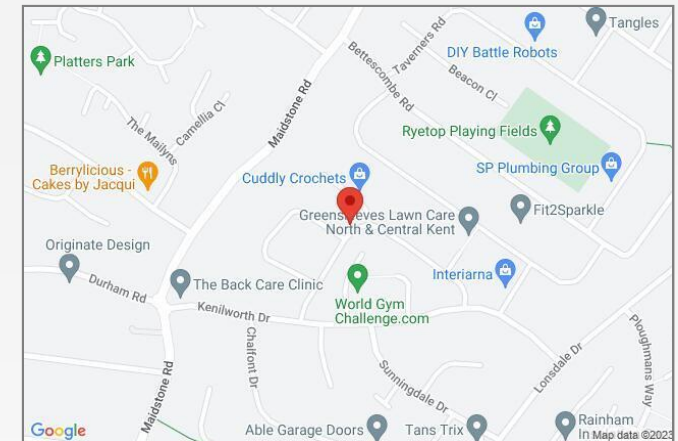 Tangles
DIY Battle Robots
Platters Park
Taverners Rd
Bettescombe Rd
Beacon Cl
Maidstone Rd
Camellia Cl
The Mailyns
Ryetop Playing Fields
SP Plumbing Group
Berrylicious -
Cakes by Jacqui
Cuddly Crochets
Fit2Sparkle
Greensleeves Lawn Care
North & Central Kent
Originate Design
Interiarna
Durham Rd
The Back Care Clinic
World Gym
Challenge.com
Kenilworth Dr
Chalfont Dr
Sunningdale Dr
Lonsdale Dr
Ploughmans Way
Maidstone Rd
Able Garage Doors
Tans Trix
Rainham
Google
Map data ©2023